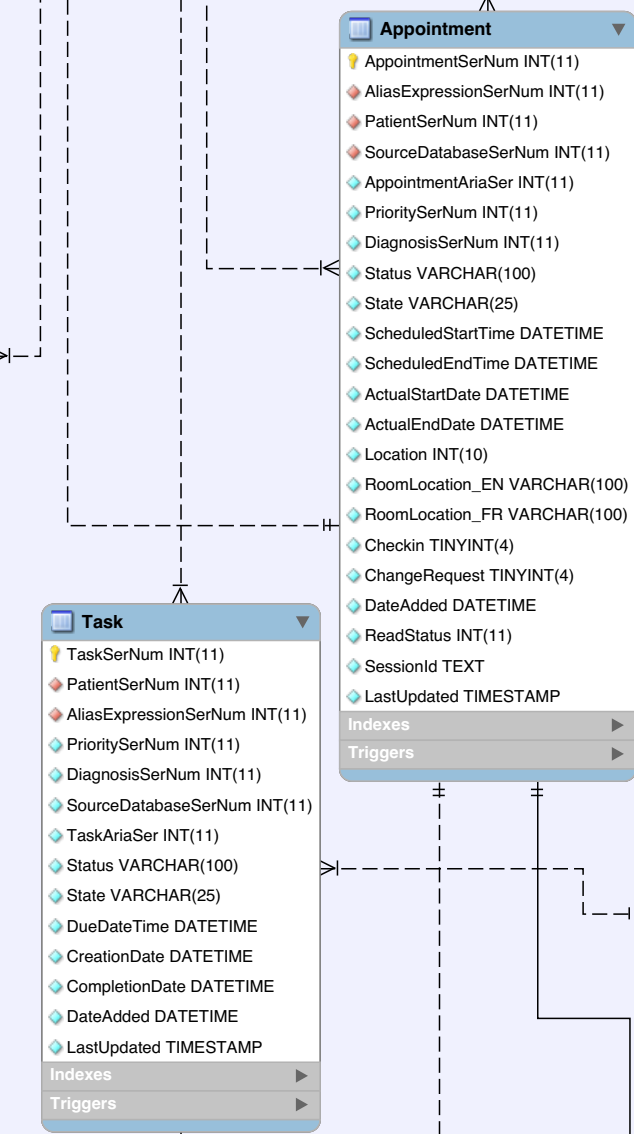 Appointment
AppointmentSerNum INT(11)
AliasExpressionSerNum INT(11)
PatientSerNum INT(11)
SourceDatabaseSerNum INT(11)
AppointmentAriaSer INT(11)
PrioritySerNum INT(11)
DiagnosisSerNum INT(11)
Status VARCHAR(100)
State VARCHAR(25)
ScheduledStartTime DATETIME
ScheduledEndTime DATETIME
ActualStartDate DATETIME
ActualEndDate DATETIME
Location INT(10)
RoomLocation_EN VARCHAR(100)
RoomLocation_FR VARCHAR(100)
Checkin TINYINT(4)
ChangeRequest TINYINT(4)
DateAdded DATETIME
ReadStatus INT(11)
SessionId TEXT
LastUpdated TIMESTAMP
Indexes
Triggers
Task
TaskSerNum INT(11)
PatientSerNum INT(11)
AliasExpressionSerNum INT(11)
PrioritySerNum INT(11)
DiagnosisSerNum INT(11)
SourceDatabaseSerNum INT(11)
TaskAriaSer INT(11)
Status VARCHAR(100)
State VARCHAR(25)
DueDateTime DATETIME
CreationDate DATETIME
CompletionDate DATETIME
DateAdded DATETIME
LastUpdated TIMESTAMP
Indexes
Triggers